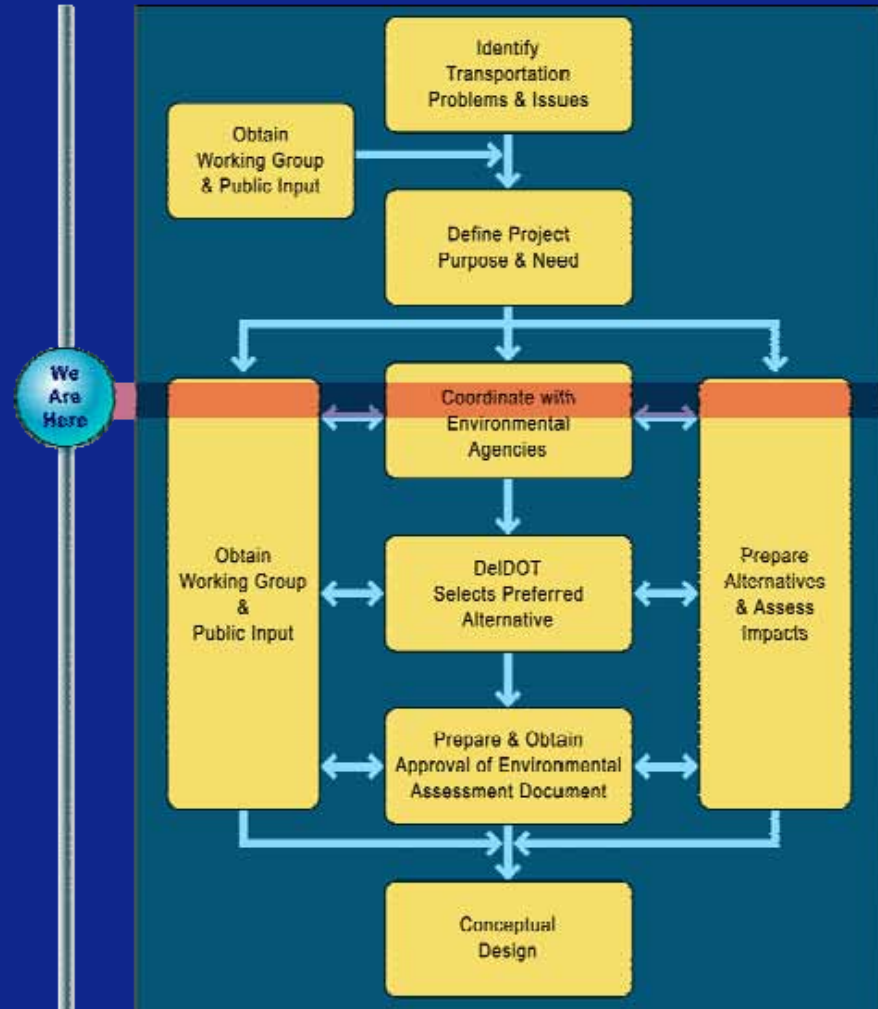 Identify
Transportation
Problems & Issues
Obtain
Working Group
& Public Input
Define Project
Purpose & Need
We
Are
Here
Coordinate with
Environmental
Agencies
Obtain
Working Group
&
Public Input
DelDOT
Selects Preferred
Alternative
Prepare
Alternatives
& Assess
Impacts
Prepare & Obtain
Approval of Environmental
Assessment Document
Conceptual
Design